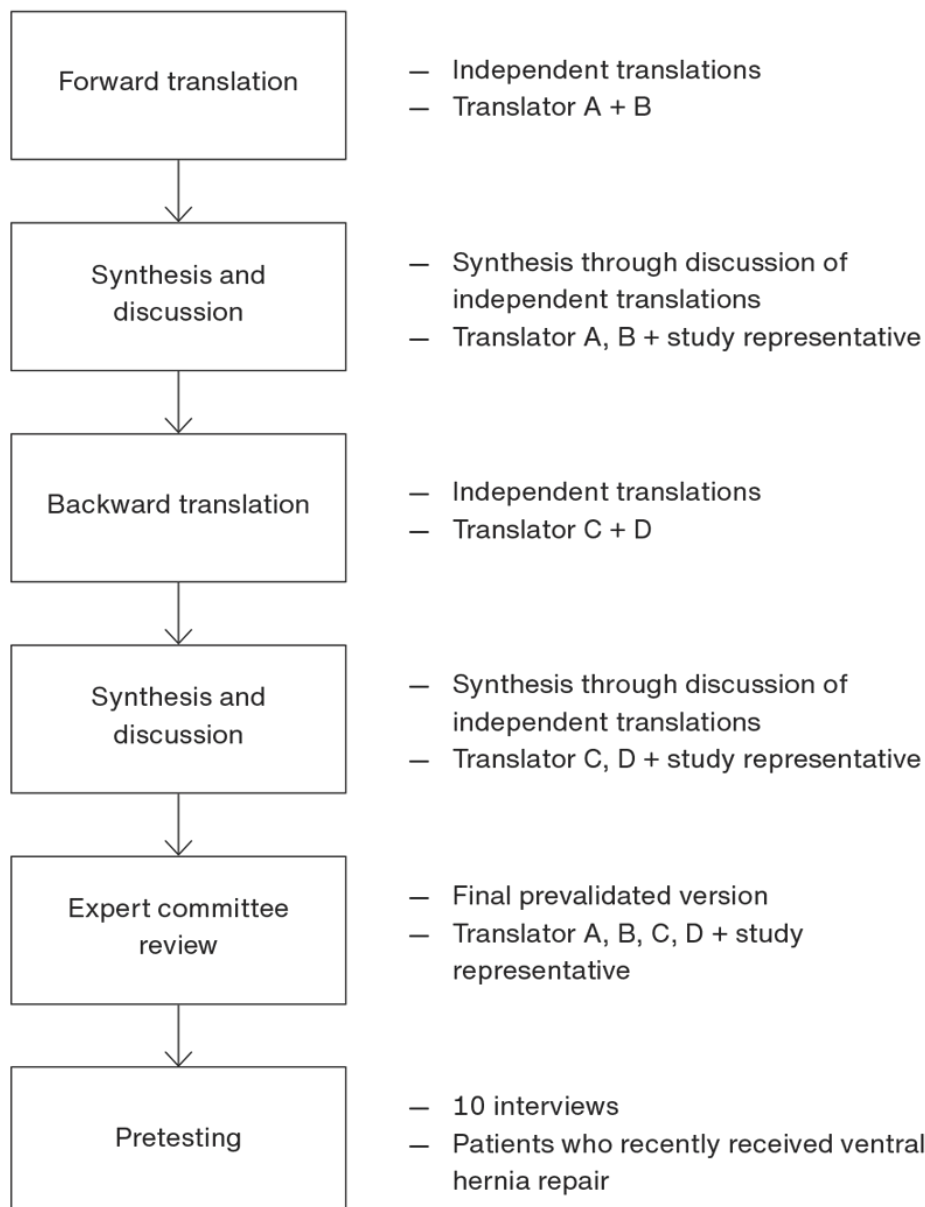 Forward translation
— Independent translations
— Translator A + B
Synthesis and
discussion
— Synthesis through discussion of
independent translations
— Translator A, B + study representative
Backward translation
— Independent translations
— Translator C + D
Synthesis and
discussion
— Synthesis through discussion of
independent translations
— Translator C, D + study representative
Expert committee
review
— Final prevalidated version
— Translator A, B, C, D + study
representative
Pretesting
— 10 interviews
— Patients who recently received ventral
hernia repair